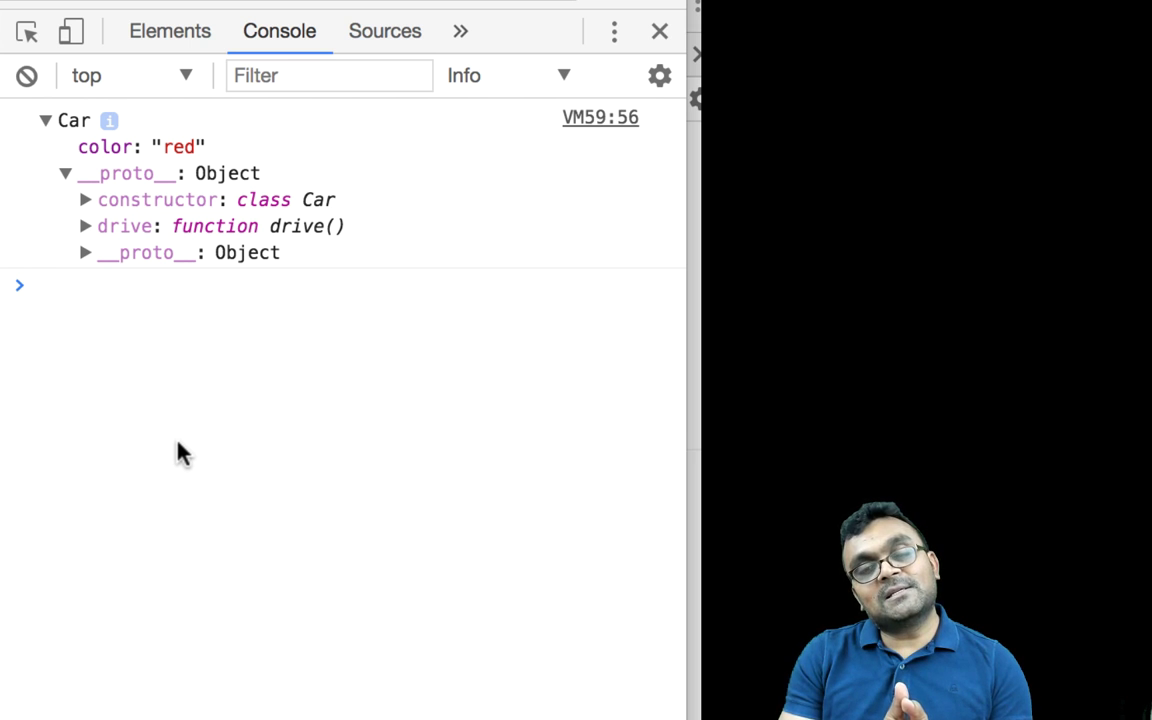 Elements Console Sources »
top Filter Info
Car i VM59:56
color: "red"
__proto__: Object
constructor: class Car
drive: function drive()
__proto__: Object